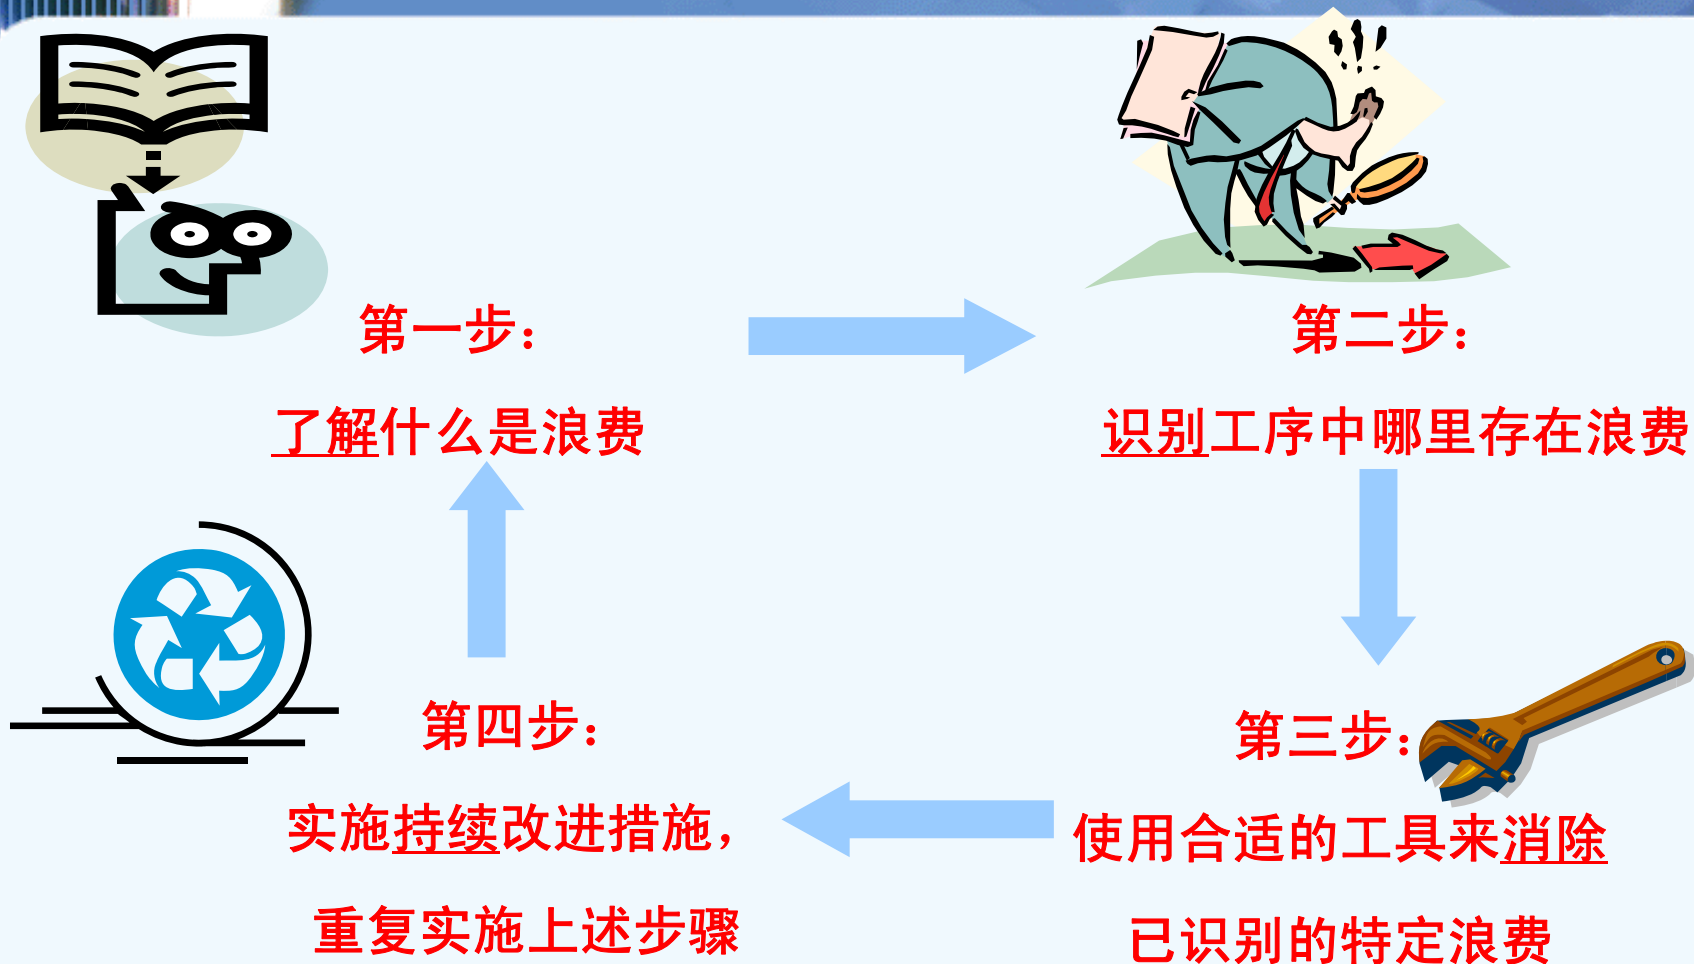 第一步：
了解什么是浪费
第二步：
识别工序中哪里存在浪费
第三步：
使用合适的工具来消除
已识别的特定浪费
第四步：
实施持续改进措施，
重复实施上述步骤